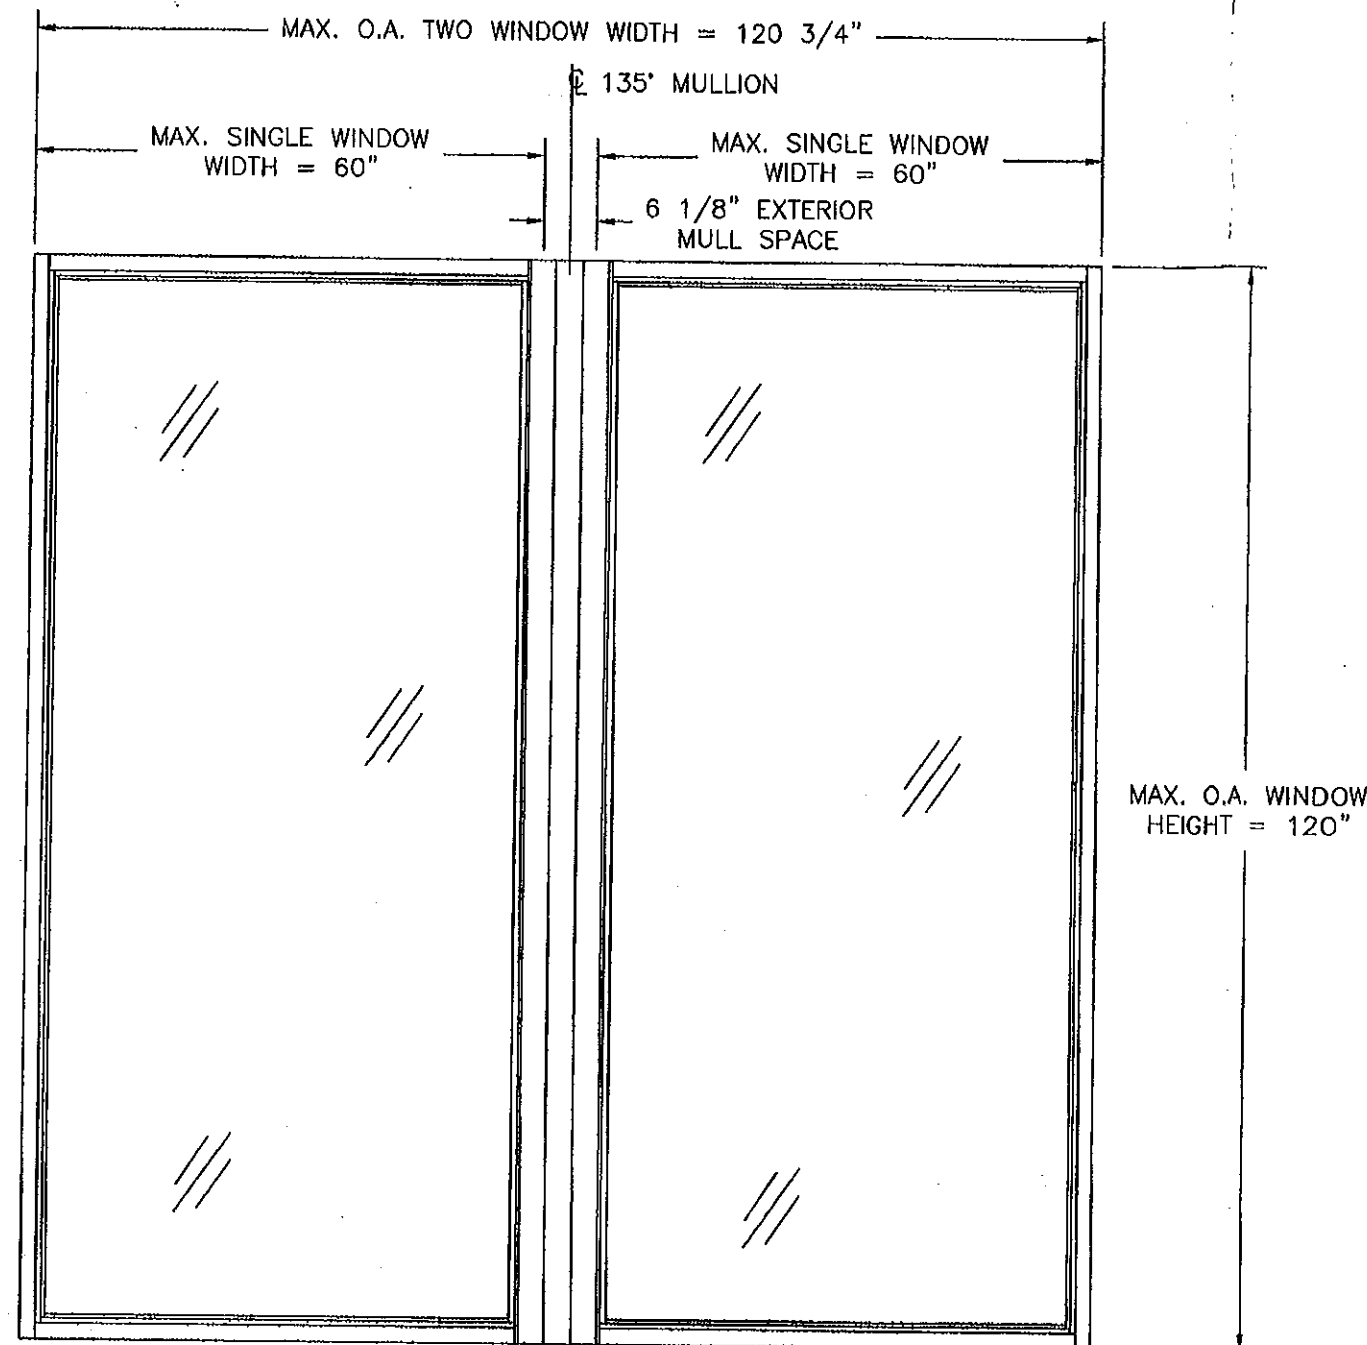 MAX. O.A. TWO WINDOW WIDTH = 120 3/4"
℄ 135° MULLION
MAX. SINGLE WINDOW
WIDTH = 60"
MAX. SINGLE WINDOW
WIDTH = 60"
6 1/8" EXTERIOR
MULL SPACE
MAX. O.A. WINDOW
HEIGHT = 120"